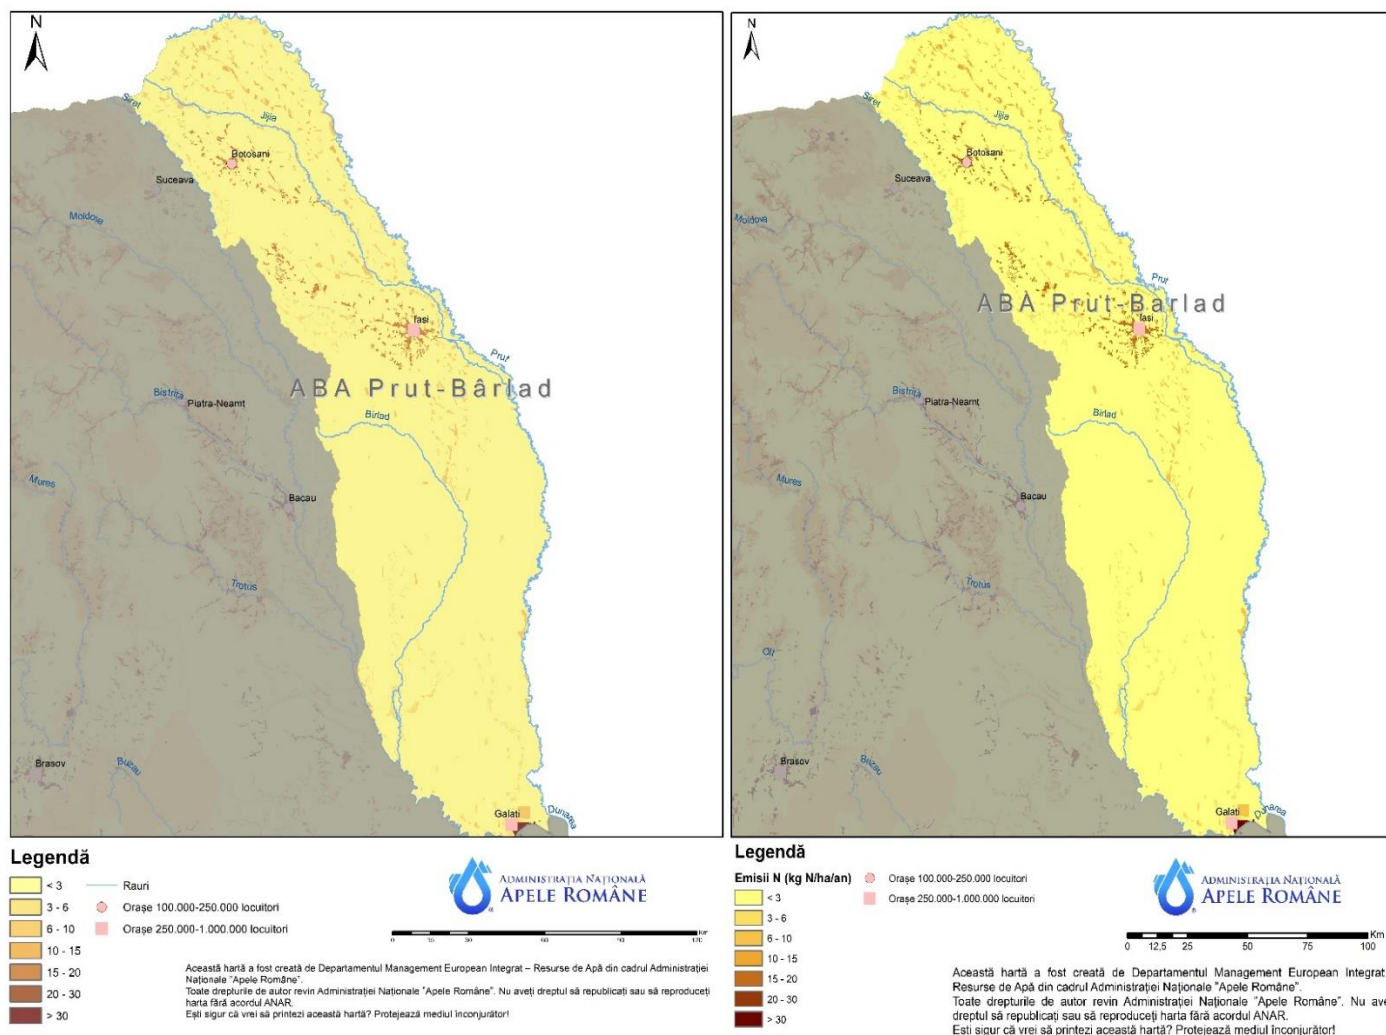 N
Siret
Jijia
Botosani
Suceava
Moldova
Iasi
Prut
ABA Prut-Bârlad
Bistrița
Piatra-Neamt
Birlad
Mures
Bacau
Trotus
Brasov
Buzau
Galati
Dunarea
Legendă
< 3
3 - 6
6 - 10
10 - 15
15 - 20
20 - 30
> 30
Rauri
Orașe 100.000-250.000 locuitori
Orașe 250.000-1.000.000 locuitori
ADMINISTRAȚIA NAȚIONALĂ
APELE ROMÂNE
Km
0 15 30 60 90 120
Această hartă a fost creată de Departamentul Management European Integrat – Resurse de Apă din cadrul Administrației
Naționale "Apele Române".
Toate drepturile de autor revin Administrației Naționale "Apele Române". Nu aveți dreptul să republicați sau să reproduceți
harta fără acordul ANAR.
Ești sigur că vrei să printezi această hartă? Protejează mediul înconjurător!
N
Siret
Jijia
Botosani
Suceava
Moldova
Prut
ABA Prut-Barlad
Iasi
Bistrița
Piatra-Neamt
Birlad
Mures
Bacau
Trotus
Olt
Brasov
Buzau
Galati
Dunarea
Legendă
Emisii N (kg N/ha/an)
< 3
3 - 6
6 - 10
10 - 15
15 - 20
20 - 30
> 30
Orașe 100.000-250.000 locuitori
Orașe 250.000-1.000.000 locuitori
ADMINISTRAȚIA NAȚIONALĂ
APELE ROMÂNE
Km
0 12,5 25 50 75 100
Această hartă a fost creată de Departamentul Management European Integrat
Resurse de Apă din cadrul Administrației Naționale "Apele Române".
Toate drepturile de autor revin Administrației Naționale "Apele Române". Nu ave
dreptul să republicați sau să reproduceți harta fără acordul ANAR.
Ești sigur că vrei să printezi această hartă? Protejează mediul înconjurător!